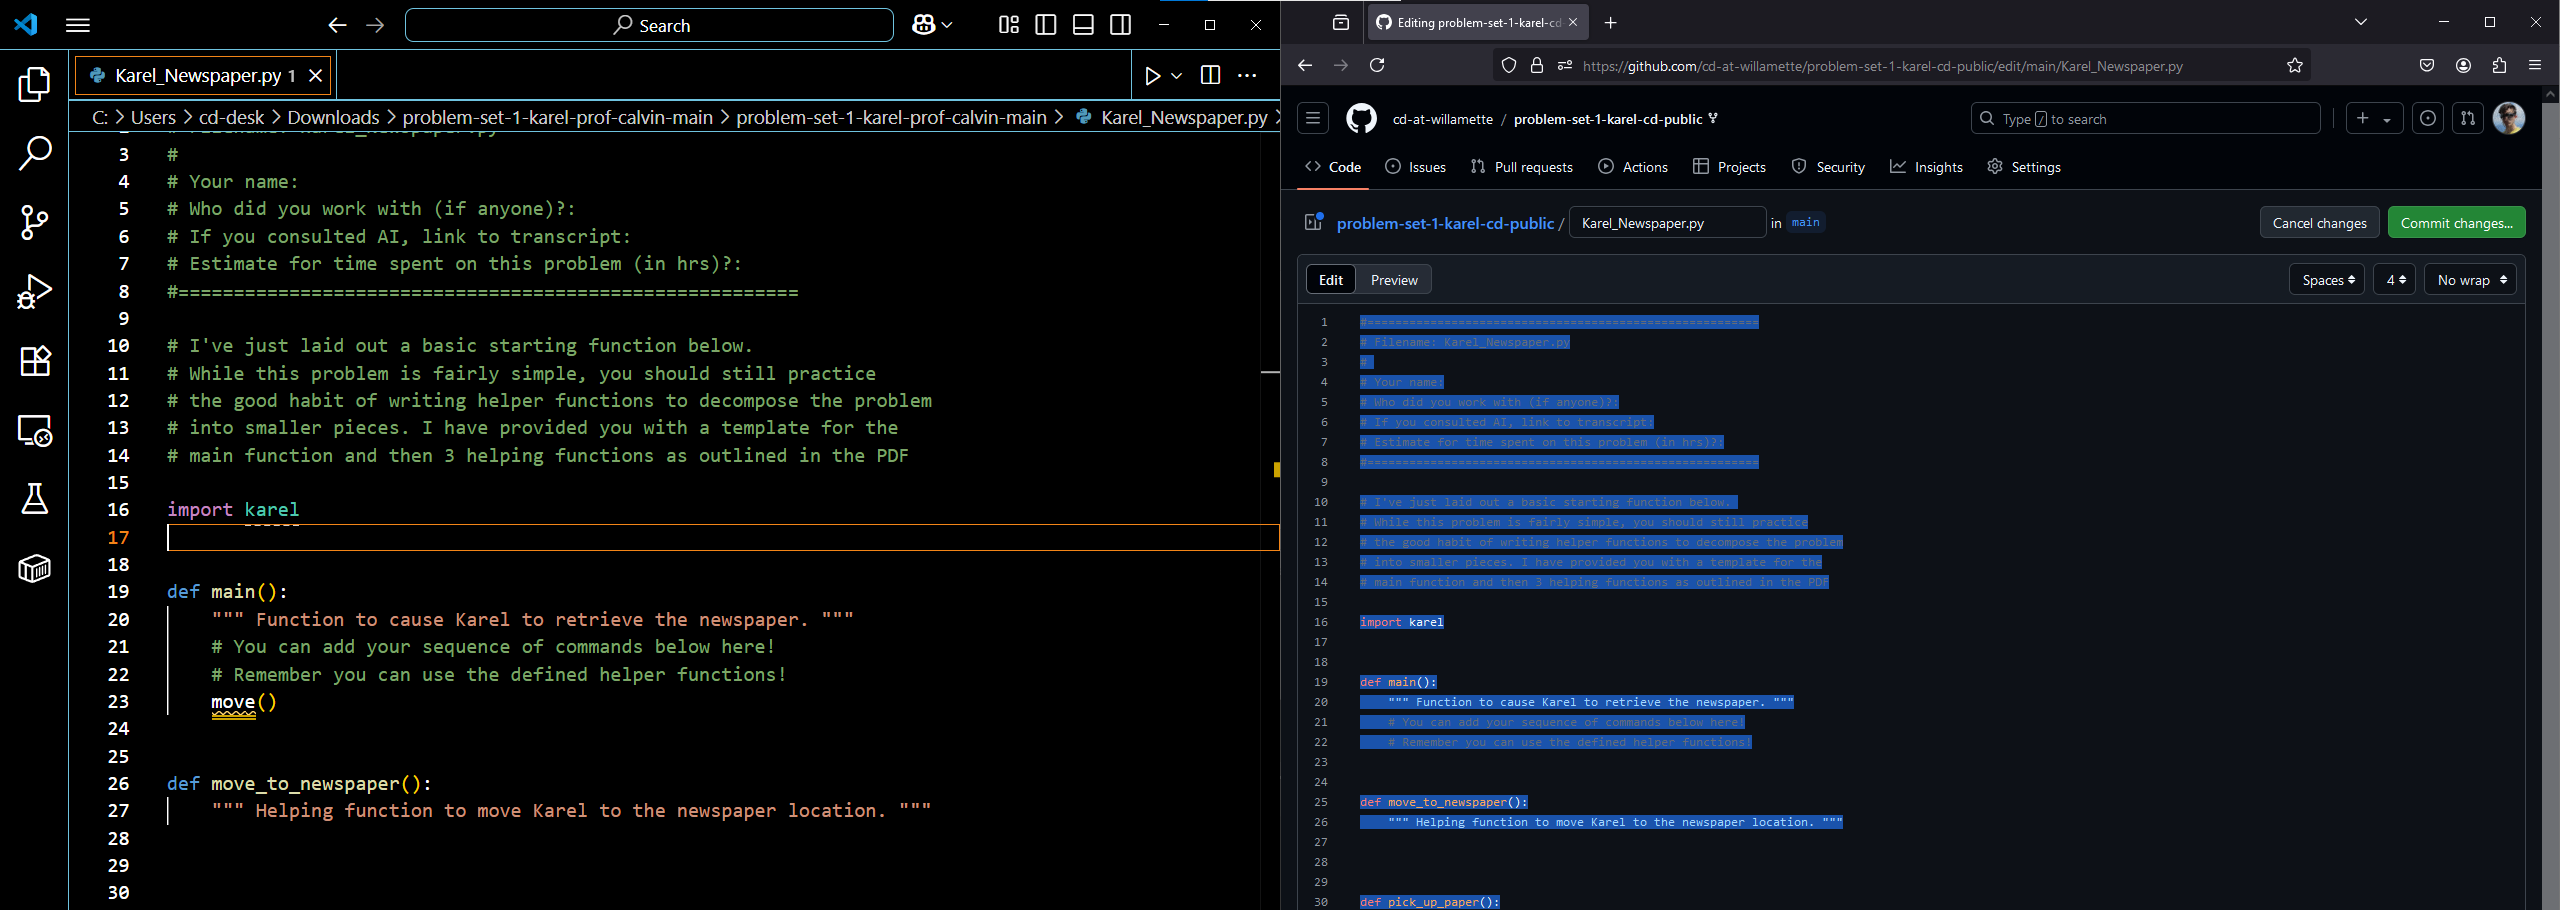 Search
Karel_Newspaper.py 1
C: > Users > cd-desk > Downloads > problem-set-1-karel-prof-calvin-main > problem-set-1-karel-prof-calvin-main > Karel_Newspaper.py >
3 #
4 # Your name:
5 # Who did you work with (if anyone)?:
6 # If you consulted AI, link to transcript:
7 # Estimate for time spent on this problem (in hrs)?:
8 #========================================================
9
10 # I've just laid out a basic starting function below.
11 # While this problem is fairly simple, you should still practice
12 # the good habit of writing helper functions to decompose the problem
13 # into smaller pieces. I have provided you with a template for the
14 # main function and then 3 helping functions as outlined in the PDF
15
16 import karel
17
18
19 def main():
20     """ Function to cause Karel to retrieve the newspaper. """
21     # You can add your sequence of commands below here!
22     # Remember you can use the defined helper functions!
23     move()
24
25
26 def move_to_newspaper():
27     """ Helping function to move Karel to the newspaper location. """
28
29
30
Editing problem-set-1-karel-cd-
https://github.com/cd-at-willamette/problem-set-1-karel-cd-public/edit/main/Karel_Newspaper.py
cd-at-willamette / problem-set-1-karel-cd-public
Type / to search
Code Issues Pull requests Actions Projects Security Insights Settings
problem-set-1-karel-cd-public / Karel_Newspaper.py in main
Cancel changes Commit changes...
Edit Preview
Spaces 4 No wrap
1 #========================================================
2 # Filename: Karel_Newspaper.py
3 #
4 # Your name:
5 # Who did you work with (if anyone)?:
6 # If you consulted AI, link to transcript:
7 # Estimate for time spent on this problem (in hrs)?:
8 #========================================================
9
10 # I've just laid out a basic starting function below.
11 # While this problem is fairly simple, you should still practice
12 # the good habit of writing helper functions to decompose the problem
13 # into smaller pieces. I have provided you with a template for the
14 # main function and then 3 helping functions as outlined in the PDF
15
16 import karel
17
18
19 def main():
20     """ Function to cause Karel to retrieve the newspaper. """
21     # You can add your sequence of commands below here!
22     # Remember you can use the defined helper functions!
23
24
25 def move_to_newspaper():
26     """ Helping function to move Karel to the newspaper location. """
27
28
29
30 def pick_up_paper():